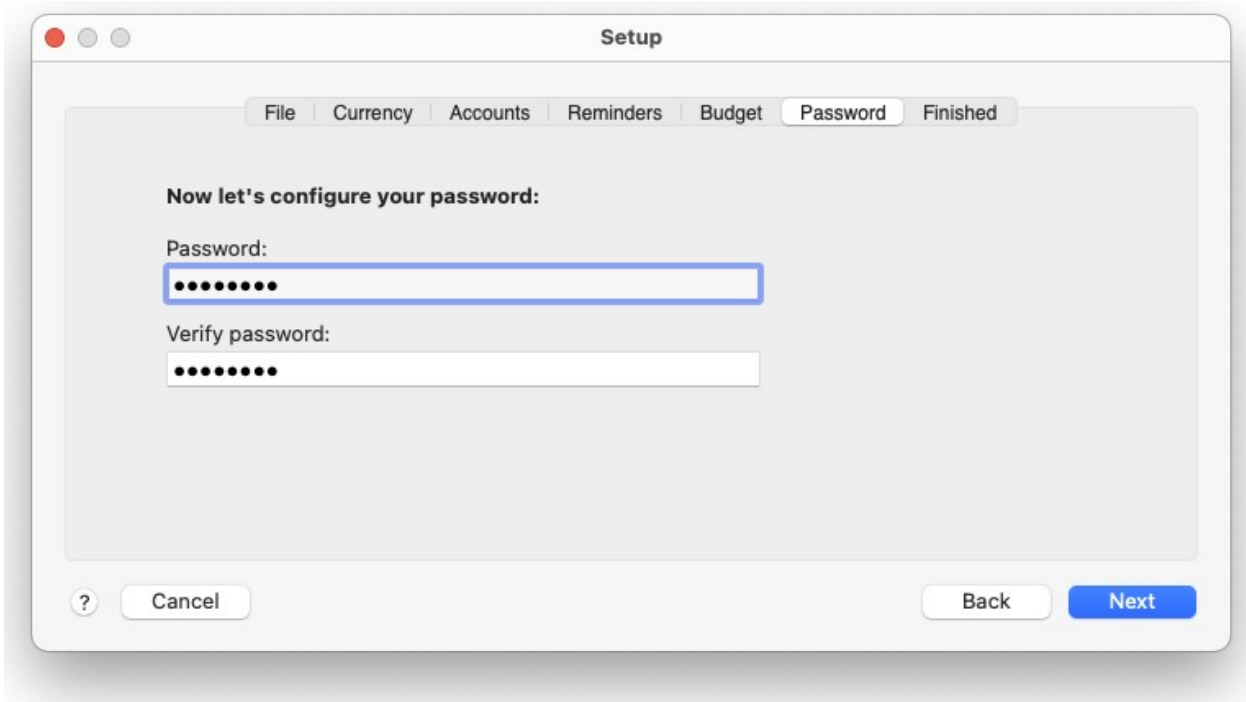 Setup
File Currency Accounts Reminders Budget Password Finished
Now let's configure your password:
Password:
••••••••
Verify password:
••••••••
? Cancel Back Next